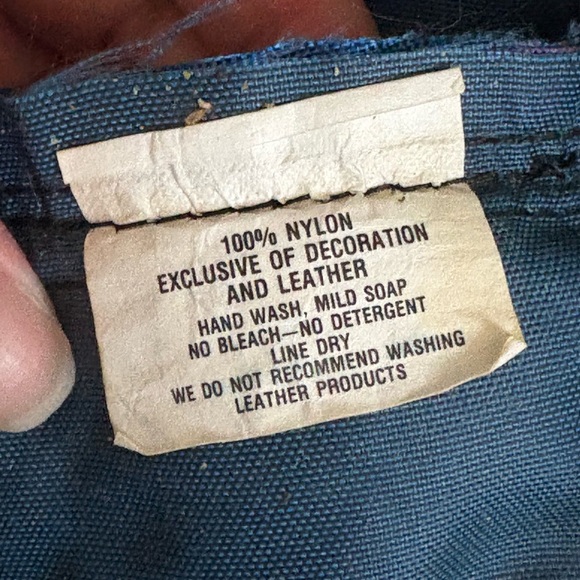 100% NYLON
EXCLUSIVE OF DECORATION
AND LEATHER
HAND WASH, MILD SOAP
NO BLEACH—NO DETERGENT
LINE DRY
WE DO NOT RECOMMEND WASHING
LEATHER PRODUCTS